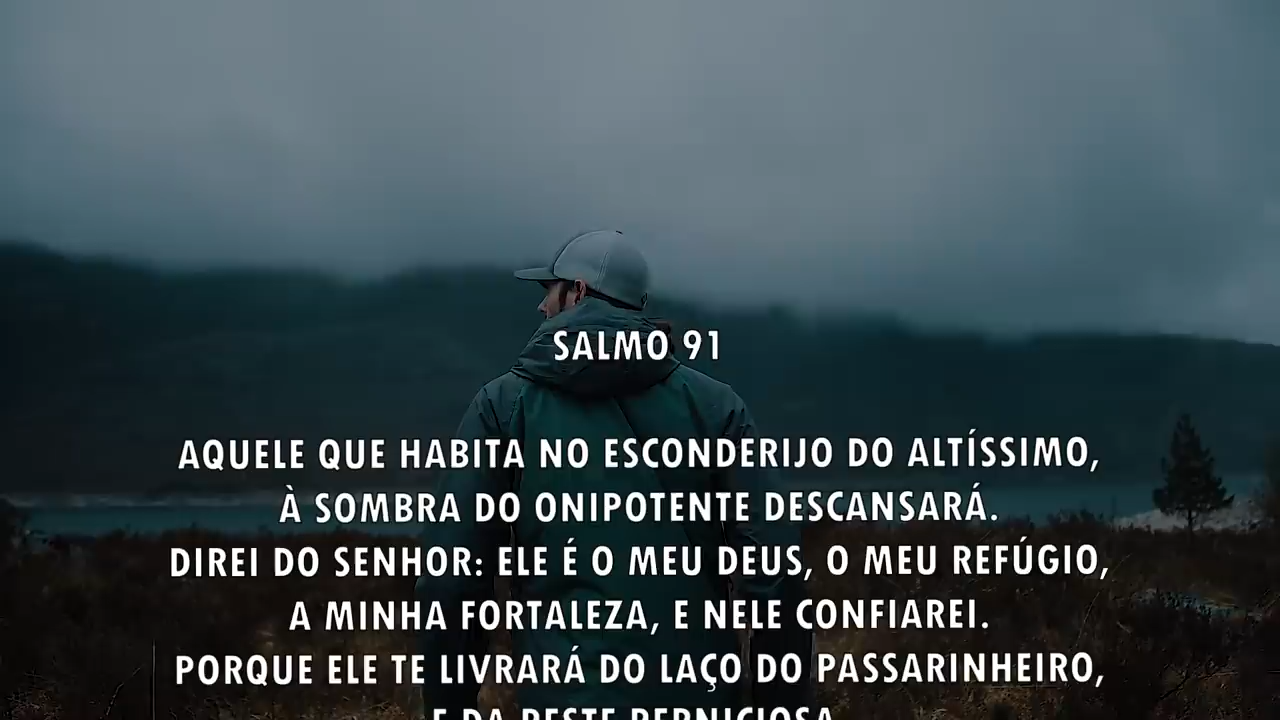 SALMO 91
AQUELE QUE HABITA NO ESCONDERIJO DO ALTÍSSIMO,
À SOMBRA DO ONIPOTENTE DESCANSARÁ.
DIREI DO SENHOR: ELE É O MEU DEUS, O MEU REFÚGIO,
A MINHA FORTALEZA, E NELE CONFIAREI.
PORQUE ELE TE LIVRARÁ DO LAÇO DO PASSARINHEIRO,
E DA PESTE PERNICIOSA